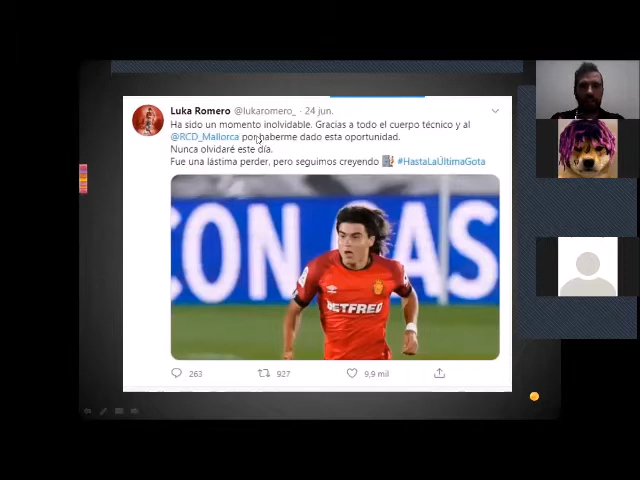 Luka Romero @lukaromero_ · 24 jun.
Ha sido un momento inolvidable. Gracias a todo el cuerpo técnico y al
@RCD_Mallorca por haberme dado esta oportunidad.
Nunca olvidaré este día.
Fue una lástima perder, pero seguimos creyendo #HastaLaÚltimaGota
CON
AS
BETFRED
263
927
9,9 mil